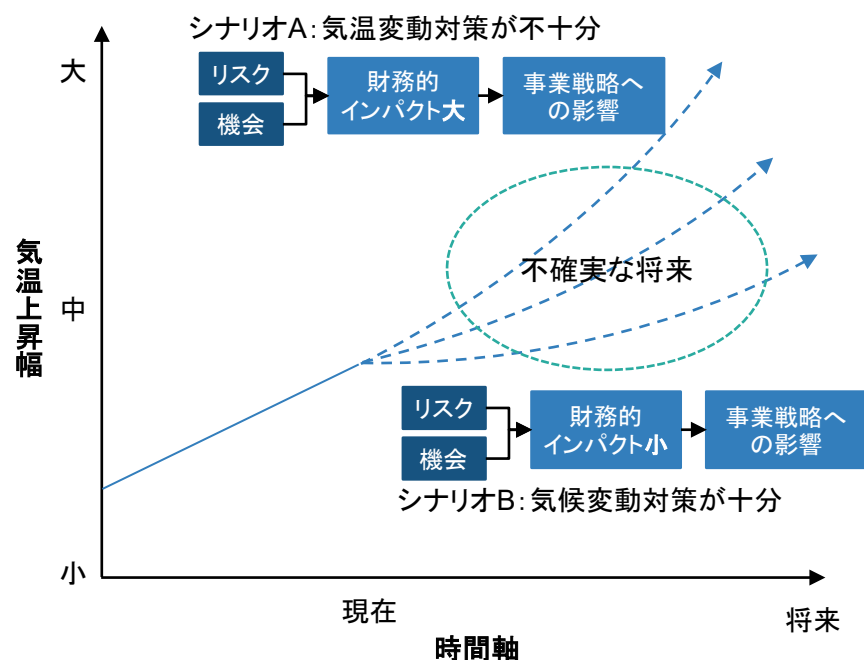 シナリオA：気温変動対策が不十分
リスク
機会
財務的
インパクト大
事業戦略へ
の影響
大
中
小
気温上昇幅
不確実な将来
リスク
機会
財務的
インパクト小
事業戦略へ
の影響
シナリオB：気候変動対策が十分
現在
将来
時間軸